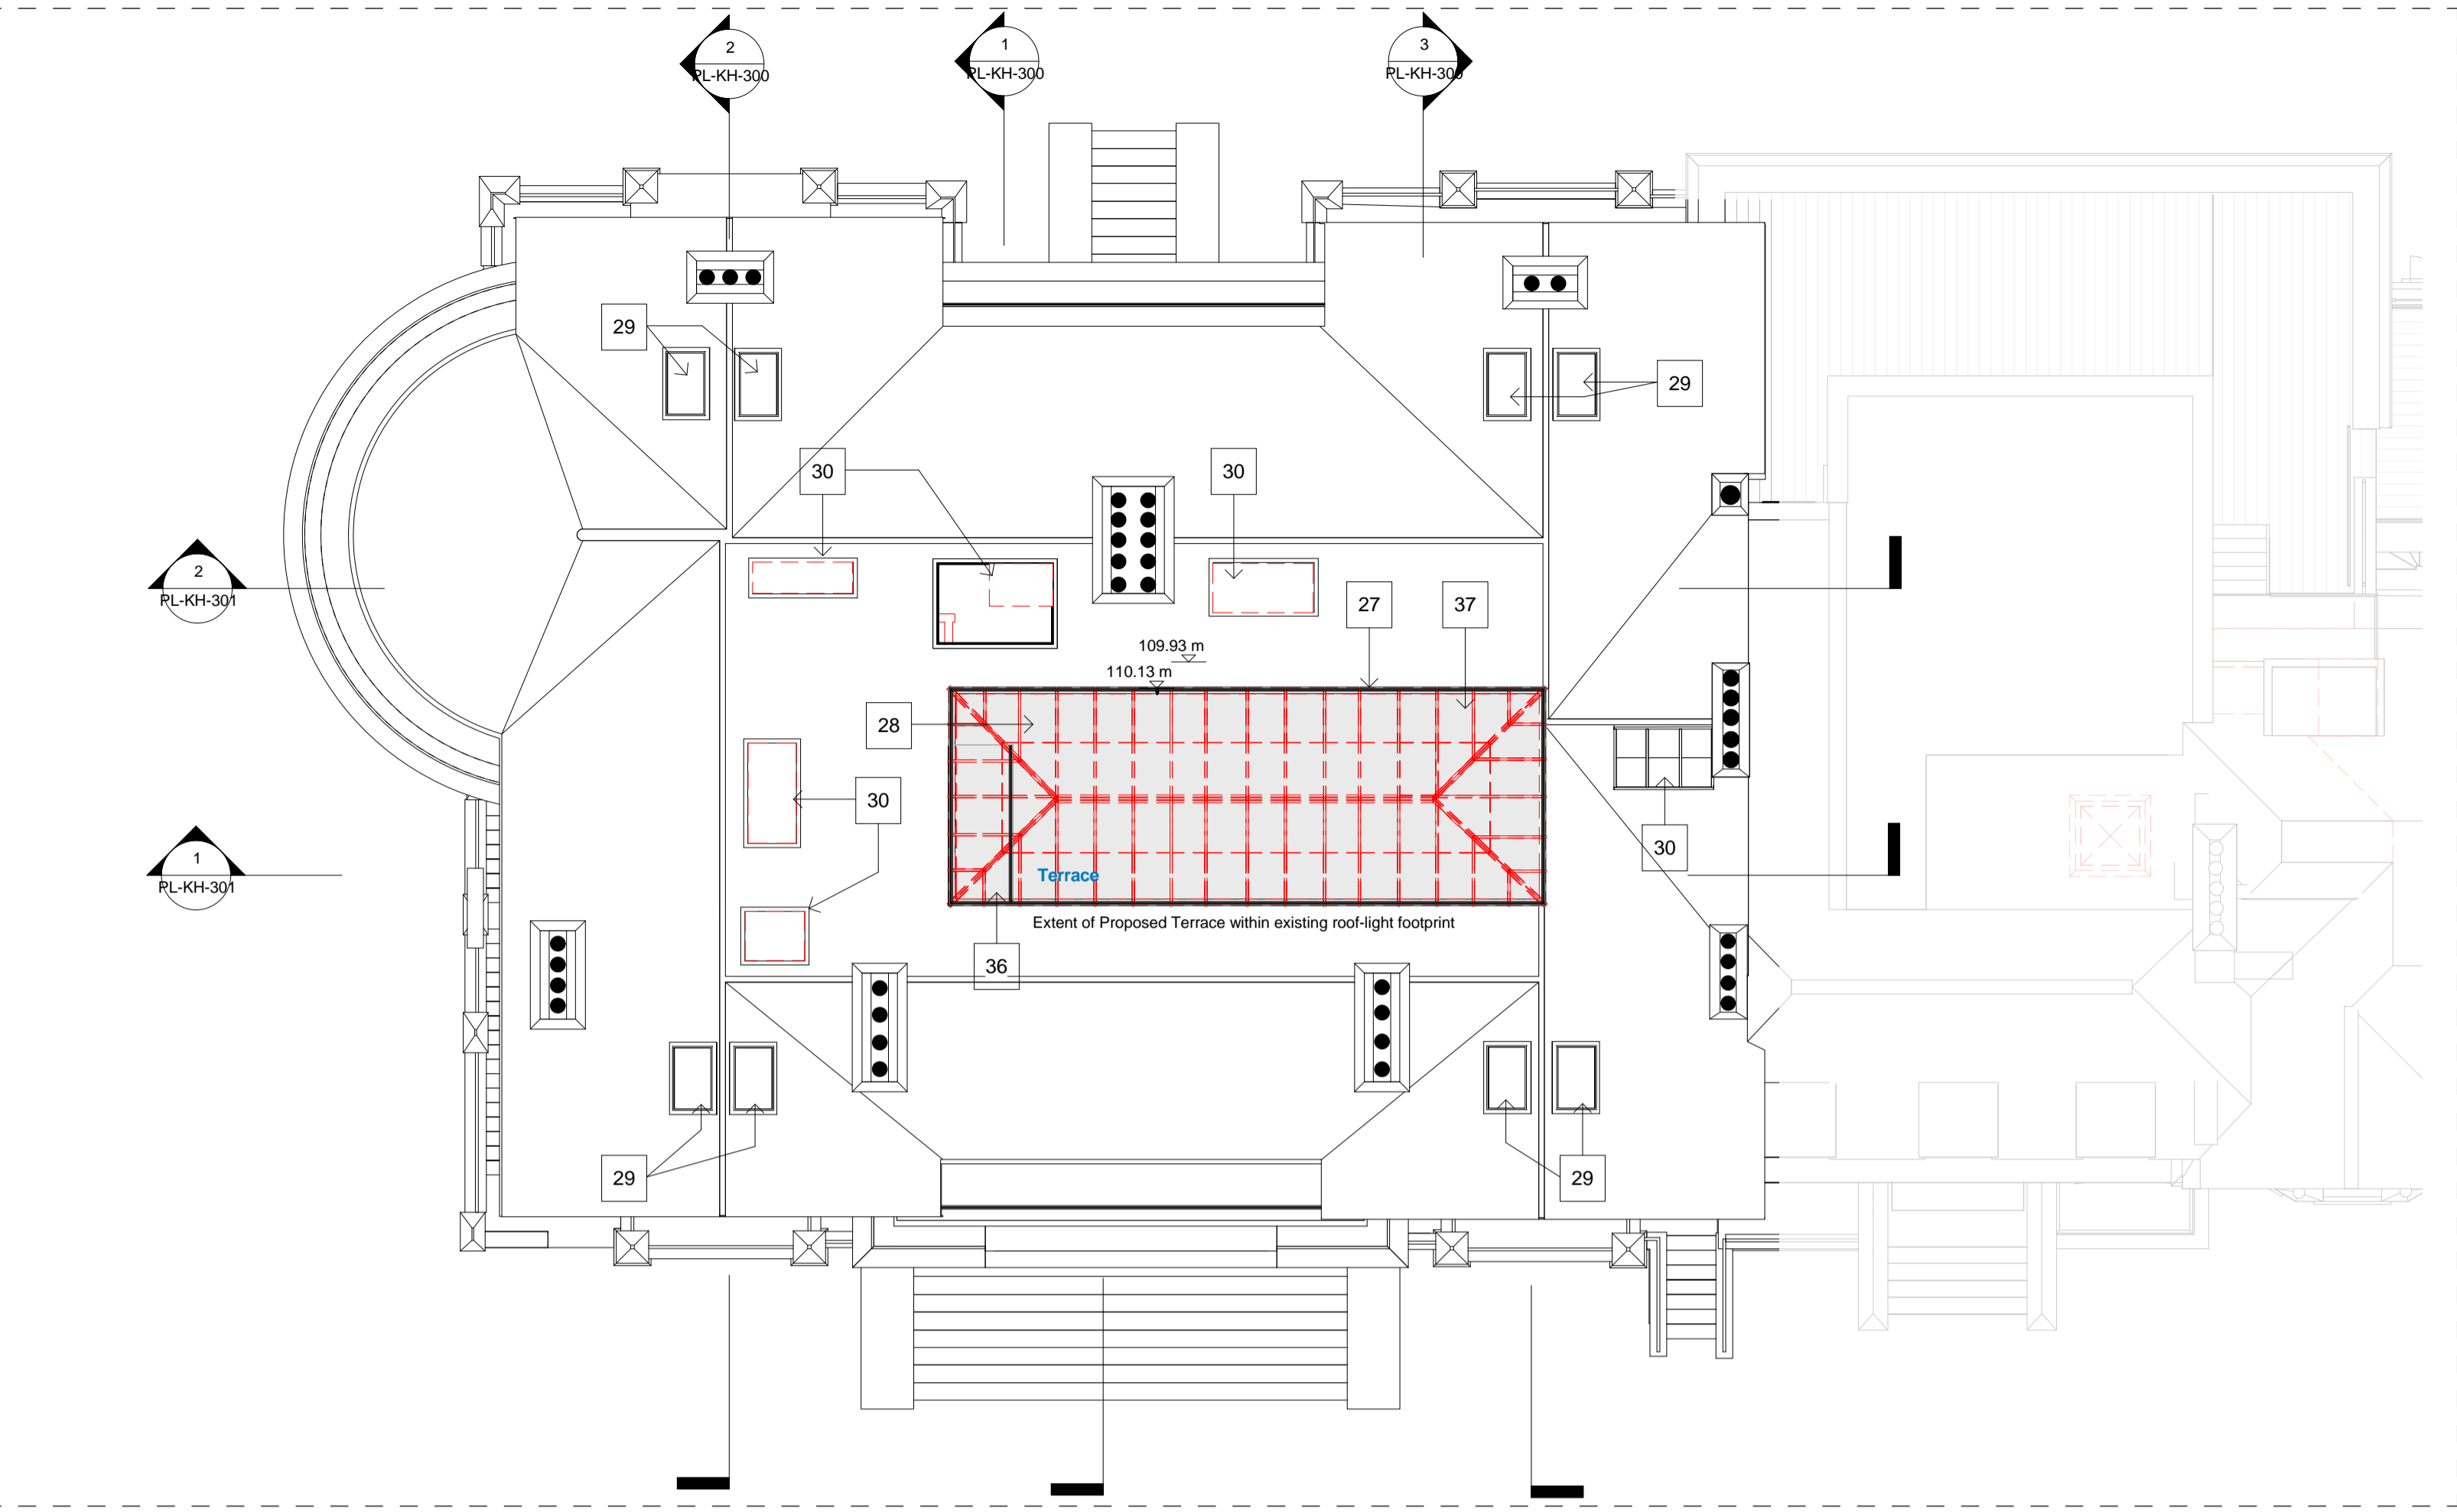 2
PL-KH-300
1
PL-KH-300
3
PL-KH-300
29
29
30
30
2
PL-KH-301
27
37
109.93 m
110.13 m
28
30
30
1
PL-KH-301
Terrace
Extent of Proposed Terrace within existing roof-light footprint
36
29
29